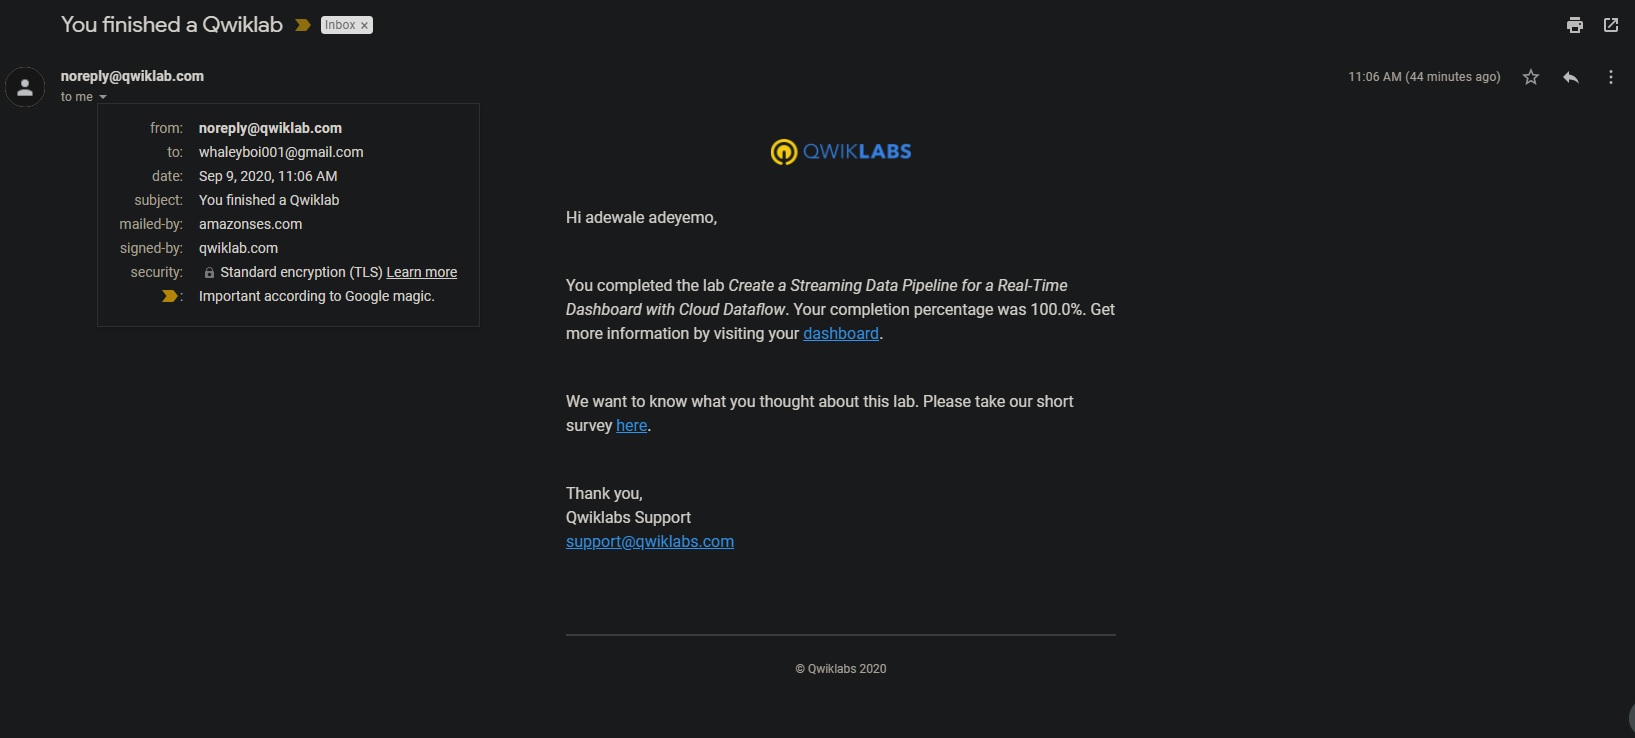 You finished a Qwiklab
Inbox ×
noreply@qwiklab.com
11:06 AM (44 minutes ago)
to me
from: noreply@qwiklab.com
to: whaleyboi001@gmail.com
date: Sep 9, 2020, 11:06 AM
subject: You finished a Qwiklab
mailed-by: amazonses.com
signed-by: qwiklab.com
security: Standard encryption (TLS) Learn more
: Important according to Google magic.
QWIKLABS
Hi adewale adeyemo,
You completed the lab Create a Streaming Data Pipeline for a Real-Time
Dashboard with Cloud Dataflow. Your completion percentage was 100.0%. Get
more information by visiting your dashboard.
We want to know what you thought about this lab. Please take our short
survey here.
Thank you,
Qwiklabs Support
support@qwiklabs.com
© Qwiklabs 2020